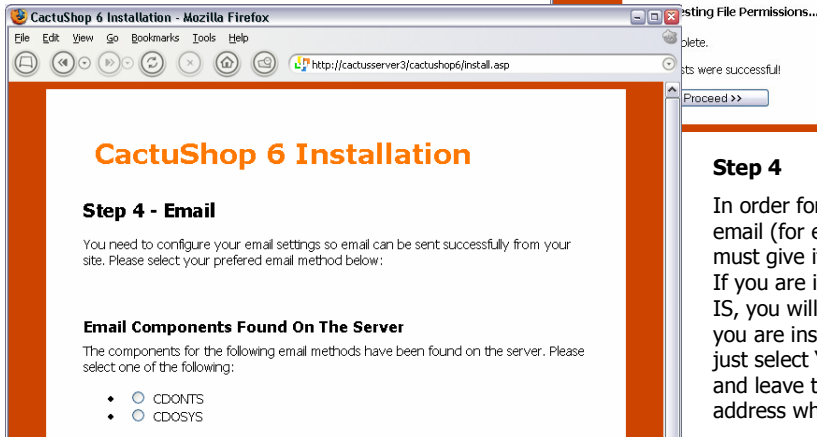 CactuShop 6 Installation - Mozilla Firefox
File Edit View Go Bookmarks Tools Help
http://cactusserver3/cactushop6/install.asp
CactuShop 6 Installation
Step 4 - Email
You need to configure your email settings so email can be sent successfully from your
site. Please select your prefered email method below:
Email Components Found On The Server
The components for the following email methods have been found on the server. Please
select one of the following:
• CDONTS
• CDOSYS
esting File Permissions...
plete.
sts were successful!
Proceed >>
Step 4
In order for
email (for e
must give i
If you are i
IS, you will
you are ins
just select
and leave t
address wh